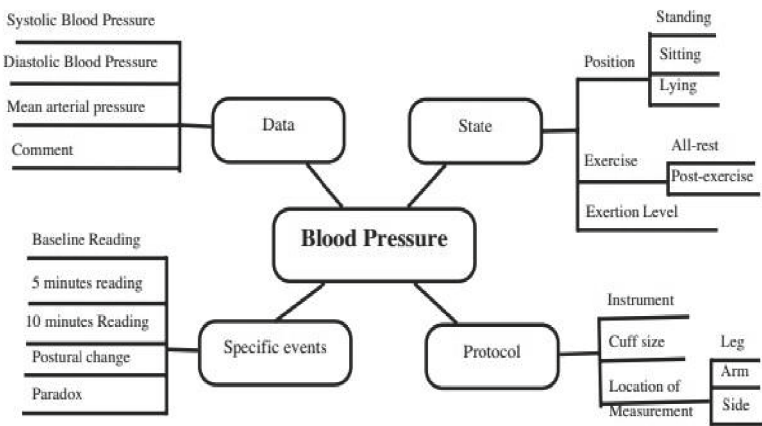 Systolic Blood Pressure
Diastolic Blood Pressure
Mean arterial pressure
Comment
Data
State
Position
Standing
Sitting
Lying
Exercise
All-rest
Post-exercise
Exertion Level
Blood Pressure
Baseline Reading
5 minutes reading
10 minutes Reading
Postural change
Paradox
Specific events
Protocol
Instrument
Cuff size
Location of
Measurement
Leg
Arm
Side